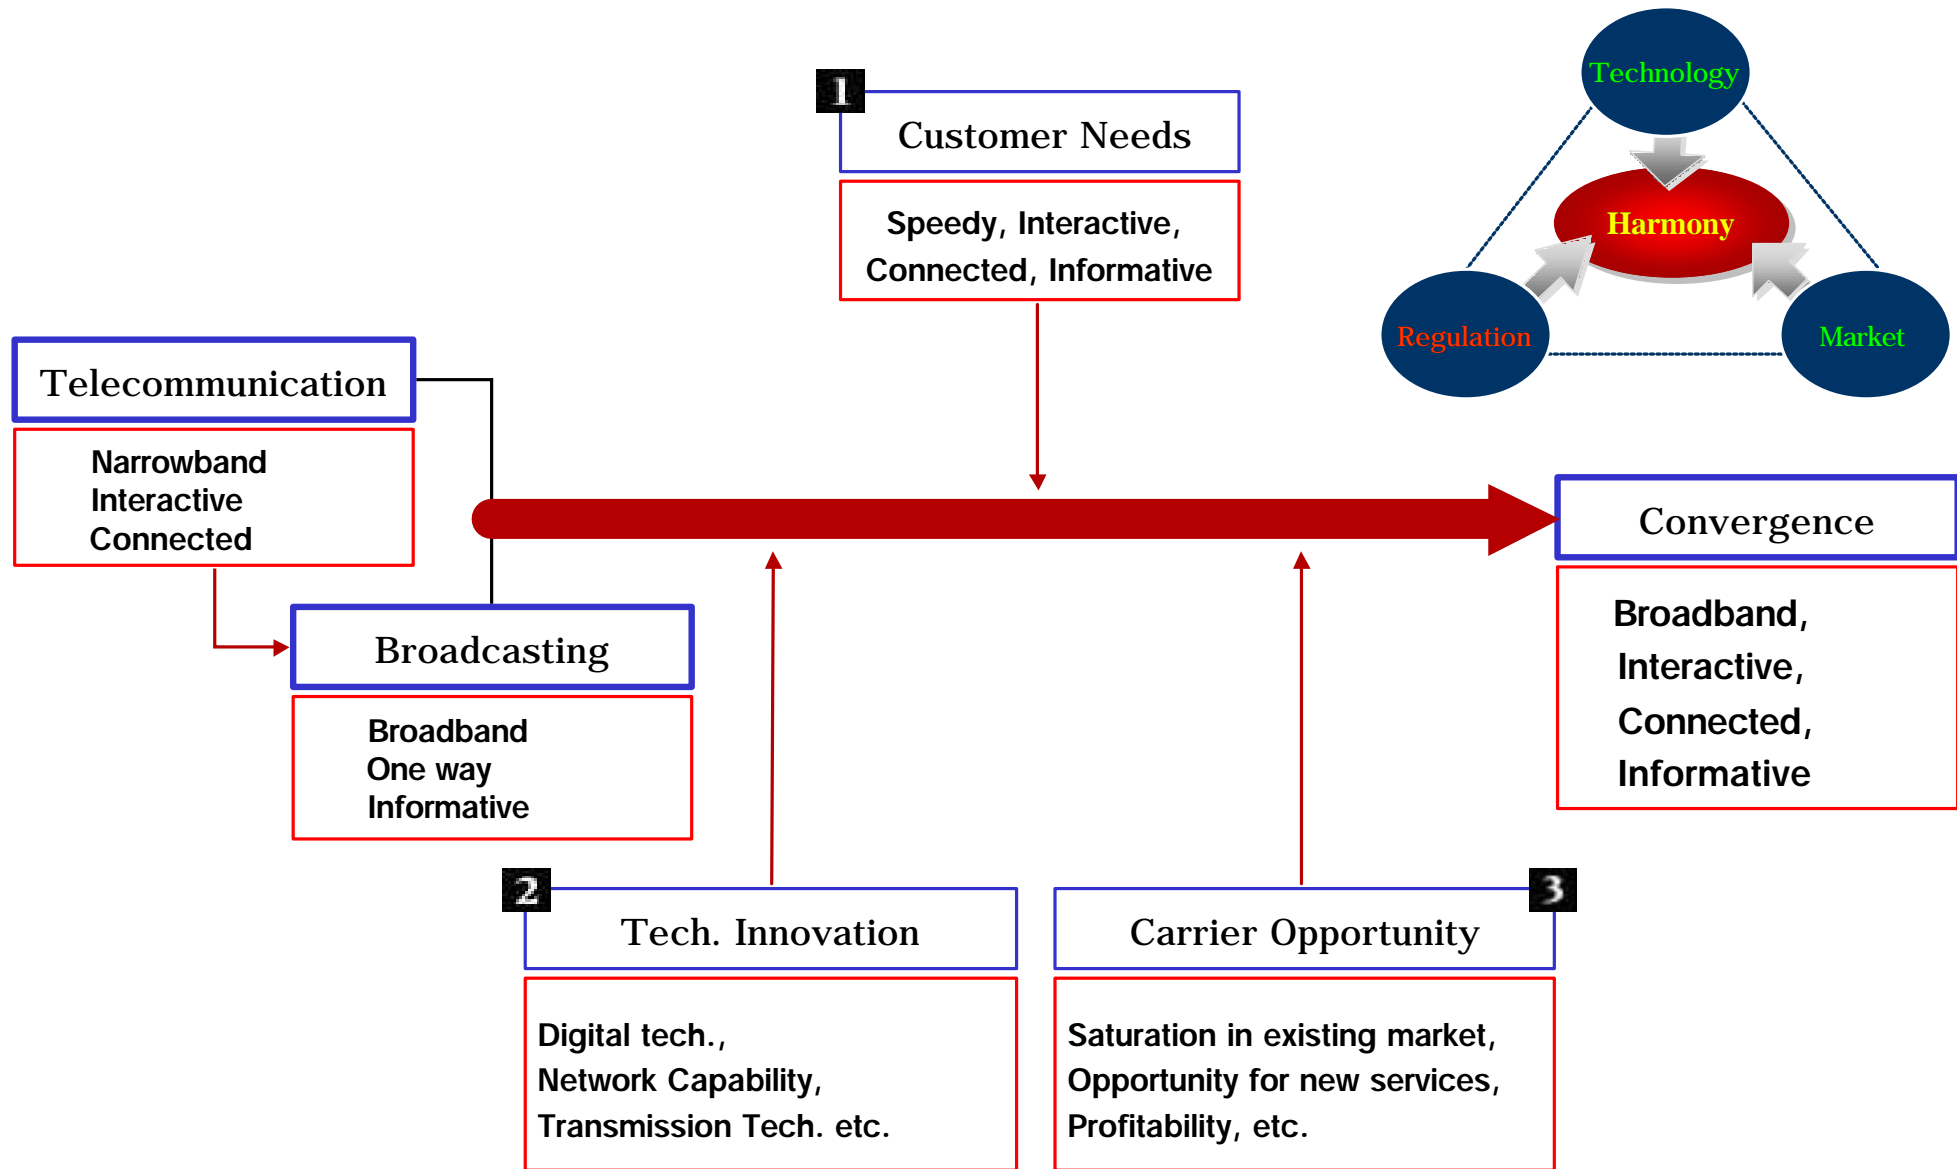 Technology
Harmony
Regulation
Market
1
Customer Needs
Speedy, Interactive,
Connected, Informative
Telecommunication
Narrowband
Interactive
Connected
Broadcasting
Broadband
One way
Informative
Convergence
Broadband,
Interactive,
Connected,
Informative
2
Tech. Innovation
Digital tech.,
Network Capability,
Transmission Tech. etc.
3
Carrier Opportunity
Saturation in existing market,
Opportunity for new services,
Profitability, etc.